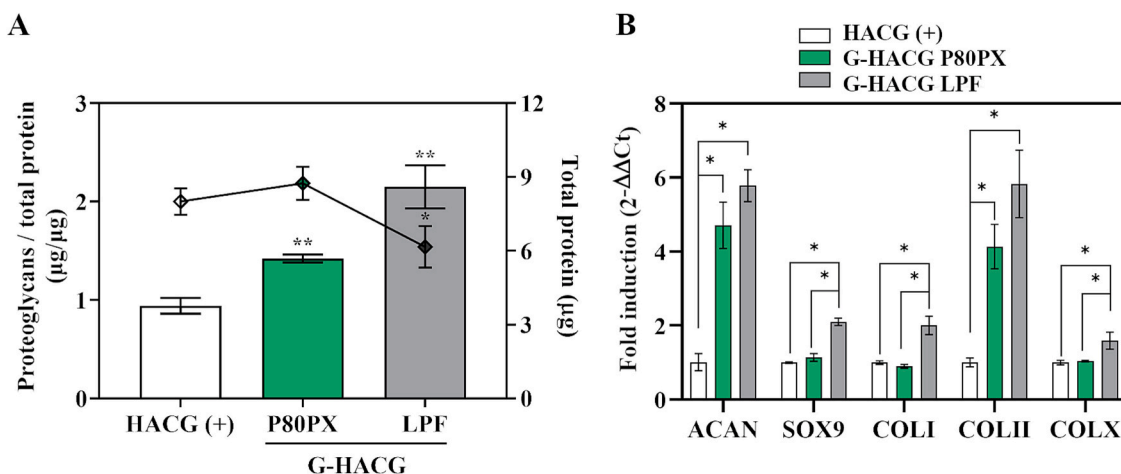 A
Proteoglycans / total protein
(µg/µg)
3
2
1
0
12
9
6
3
0
Total protein (µg)
**
**
*
HACG (+)
P80PX
LPF
G-HACG
B
HACG (+)
G-HACG P80PX
G-HACG LPF
Fold induction (2-ΔΔCt)
8
6
4
2
0
*
*
*
*
*
*
*
*
*
*
ACAN
SOX9
COLI
COLII
COLX